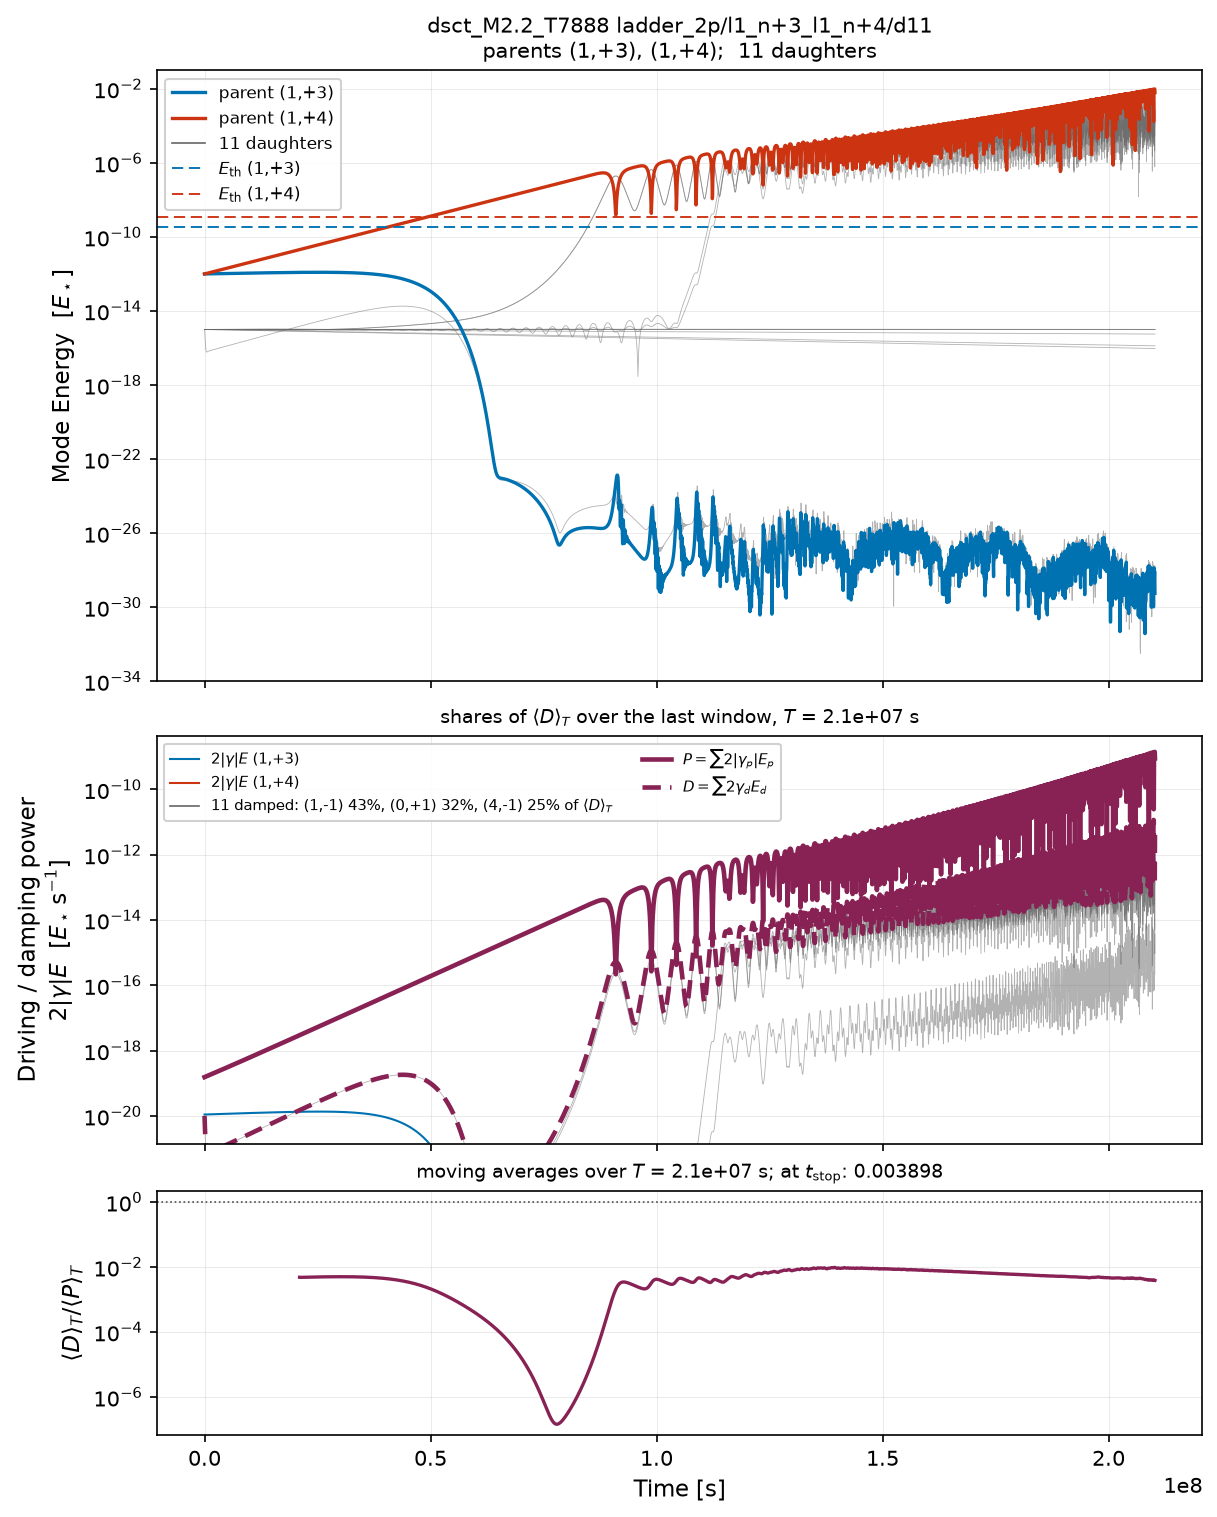 dsct_M2.2_T7888 ladder_2p/l1_n+3_l1_n+4/d11
parents (1,+3), (1,+4);  11 daughters
parent (1,+3)
parent (1,+4)
11 daughters
E_th (1,+3)
E_th (1,+4)
Mode Energy [E⋆]
10⁻²
10⁻⁶
10⁻¹⁰
10⁻¹⁴
10⁻¹⁸
10⁻²²
10⁻²⁶
10⁻³⁰
10⁻³⁴
shares of ⟨D⟩_T over the last window, T = 2.1e+07 s
2|γ|E (1,+3)
2|γ|E (1,+4)
11 damped: (1,-1) 43%, (0,+1) 32%, (4,-1) 25% of ⟨D⟩_T
P = ∑2|γ_p|E_p
D = ∑2γ_dE_d
Driving / damping power
2|γ|E [E⋆ s⁻¹]
10⁻¹⁰
10⁻¹²
10⁻¹⁴
10⁻¹⁶
10⁻¹⁸
10⁻²⁰
moving averages over T = 2.1e+07 s; at t_stop: 0.003898
⟨D⟩_T/⟨P⟩_T
10⁰
10⁻²
10⁻⁴
10⁻⁶
0.0 0.5 1.0 1.5 2.0
Time [s]
1e8